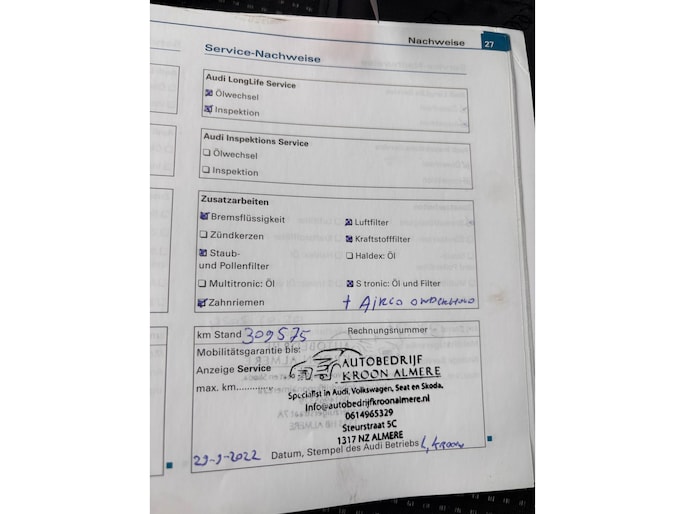 Nachweise 27
Service-Nachweise
Audi LongLife Service
Ölwechsel
Inspektion
Audi Inspektions Service
Ölwechsel
Inspektion
Zusatzarbeiten
Bremsflüssigkeit
Luftfilter
Zündkerzen
Kraftstofffilter
Staub-
und Pollenfilter
Haldex: Öl
Multitronic: Öl
S tronic: Öl und Filter
Zahnriemen
+ AIRCO ONDERHOUD
km Stand 309575
Rechnungsnummer
Mobilitätsgarantie bis:
Anzeige Service
max. km............
AUTOBEDRIJF
KROON ALMERE
Specialist in Audi, Volkswagen, Seat en Skoda.
Info@autobedrijfkroonalmere.nl
0614965329
Steurstraat 5C
1317 NZ ALMERE
29-9-2022
Datum, Stempel des Audi Betriebs